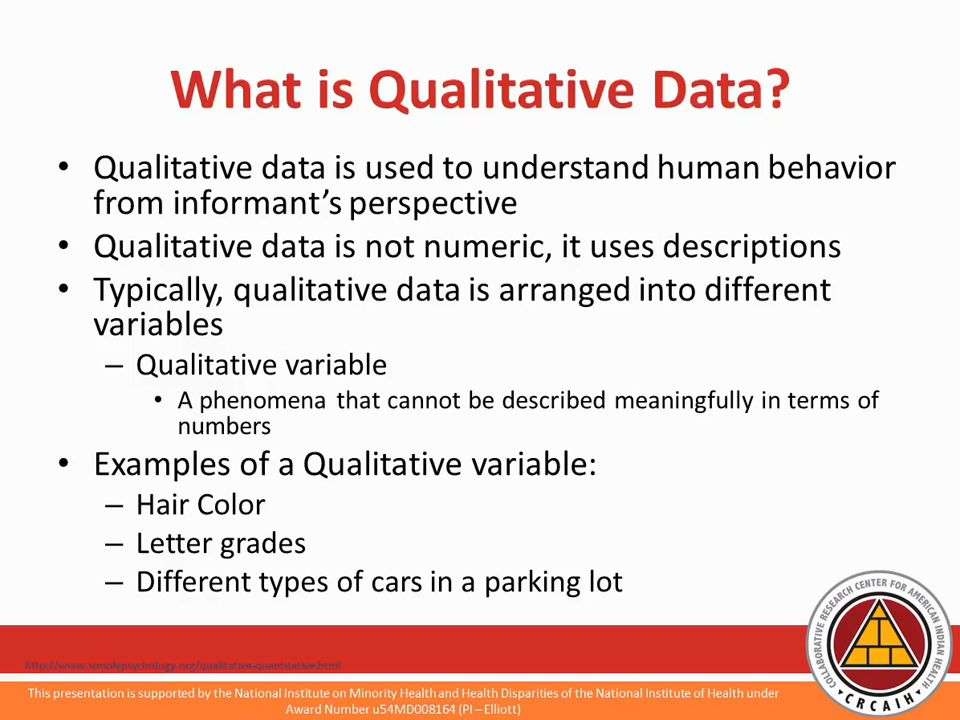 What is Qualitative Data?
• Qualitative data is used to understand human behavior
from informant's perspective
• Qualitative data is not numeric, it uses descriptions
• Typically, qualitative data is arranged into different
variables
– Qualitative variable
• A phenomena that cannot be described meaningfully in terms of
numbers
• Examples of a Qualitative variable:
– Hair Color
– Letter grades
– Different types of cars in a parking lot
http://www.simplypsychology.org/qualitative-quantitative.html
This presentation is supported by the National Institute on Minority Health and Health Disparities of the National Institute of Health under
Award Number u54MD008164 (PI – Elliott)
COLLABORATIVE RESEARCH CENTER FOR AMERICAN INDIAN HEALTH
• CRCAIH •